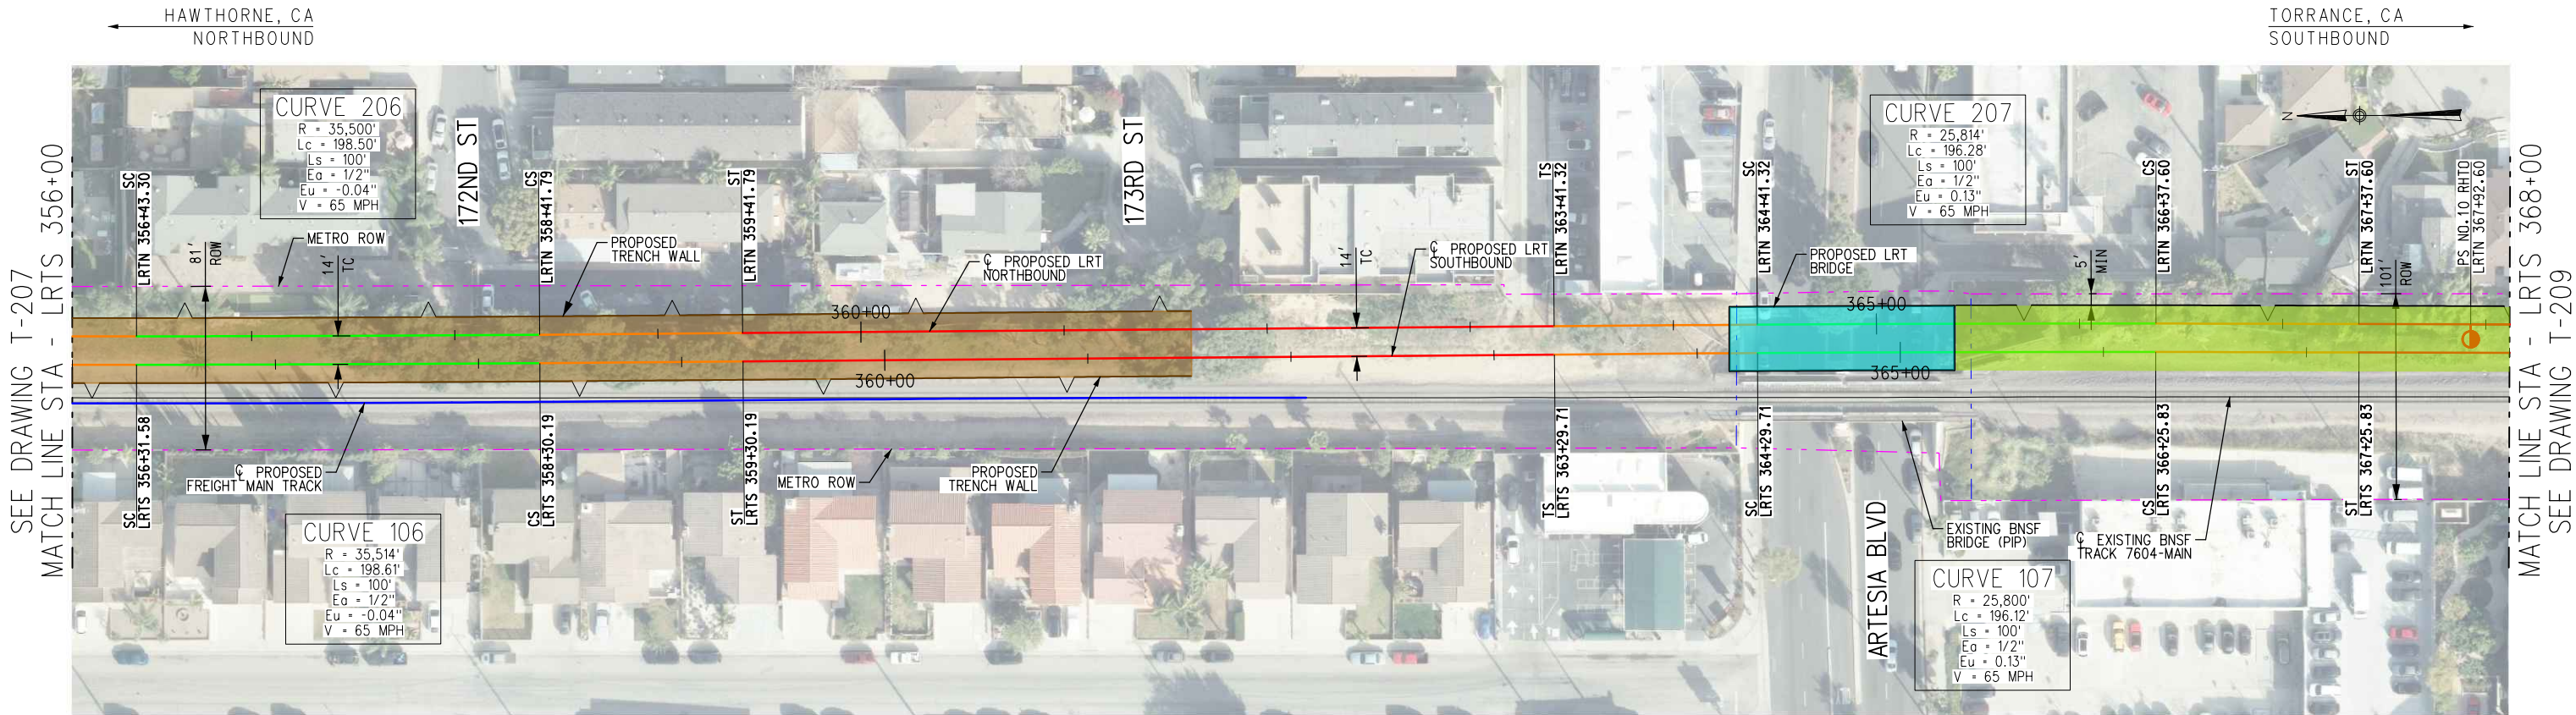 HAWTHORNE, CA
NORTHBOUND
TORRANCE, CA
SOUTHBOUND
SEE DRAWING T-207
MATCH LINE STA - LRTS 356+00
CURVE 206
R = 35,500'
Lc = 198.50'
Ls = 100'
Ea = 1/2"
Eu = -0.04"
V = 65 MPH
172ND ST
173RD ST
CURVE 207
R = 25,814'
Lc = 196.28'
Ls = 100'
Ea = 1/2"
Eu = 0.13"
V = 65 MPH
N
SC
LRTN 356+43.30
81'
ROW
METRO ROW
14'
TC
CS
LRTN 358+41.79
PROPOSED
TRENCH WALL
ST
LRTN 359+41.79
℄ PROPOSED LRT
NORTHBOUND
14'
TC
℄ PROPOSED LRT
SOUTHBOUND
TS
LRTN 363+41.32
SC
LRTN 364+41.32
PROPOSED LRT
BRIDGE
5'
MIN
CS
LRTN 366+37.60
ST
LRTN 367+37.60
101'
ROW
PS NO.10 RHTO
LRTN 367+92.60
360+00
365+00
360+00
365+00
SC
LRTS 356+31.58
℄ PROPOSED
FREIGHT MAIN TRACK
CS
LRTS 358+30.19
ST
LRTS 359+30.19
METRO ROW
PROPOSED
TRENCH WALL
TS
LRTS 363+29.71
SC
LRTS 364+29.71
ARTESIA BLVD
EXISTING BNSF
BRIDGE (PIP)
℄ EXISTING BNSF
TRACK 7604-MAIN
CS
LRTS 366+25.83
ST
LRTS 367+25.83
CURVE 106
R = 35,514'
Lc = 198.61'
Ls = 100'
Ea = 1/2"
Eu = -0.04"
V = 65 MPH
CURVE 107
R = 25,800'
Lc = 196.12'
Ls = 100'
Ea = 1/2"
Eu = 0.13"
V = 65 MPH
MATCH LINE STA - LRTS 368+00
SEE DRAWING T-209